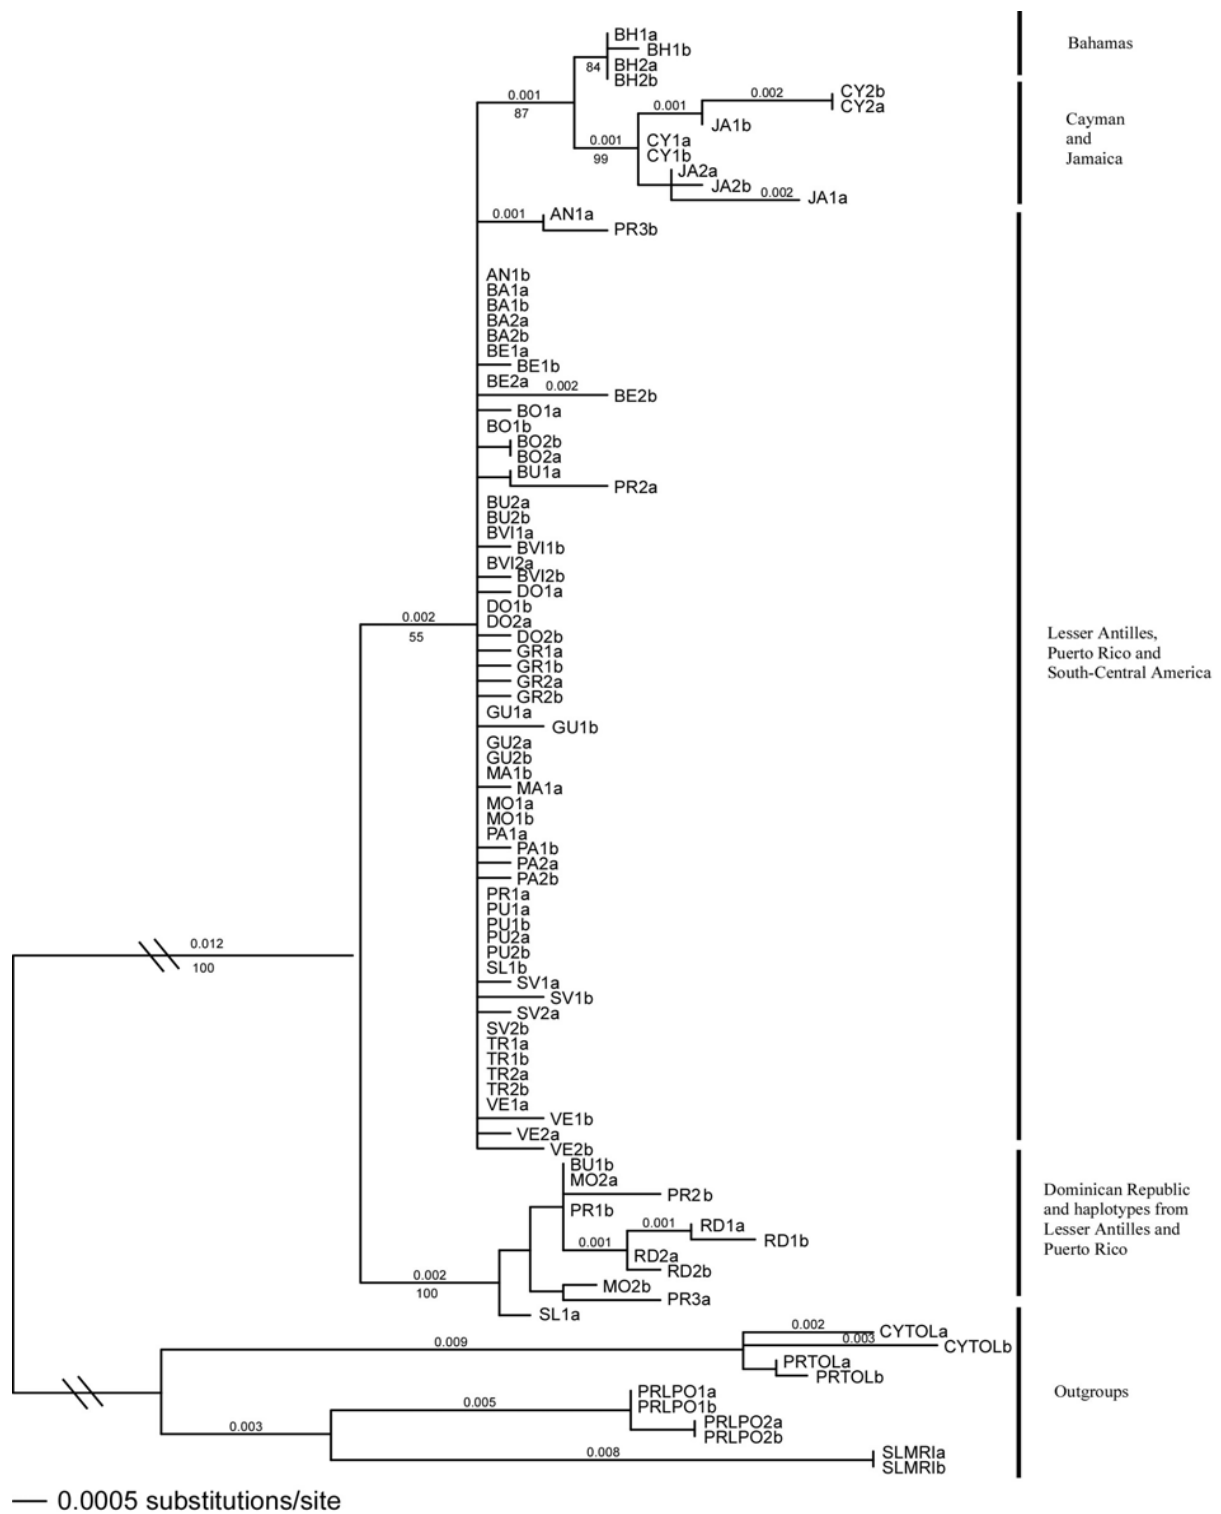 BH1a
BH1b
84
BH2a
BH2b
Bahamas
0.001
87
0.001
0.002
CY2b
CY2a
JA1b
0.001
99
CY1a
CY1b
JA2a
JA2b
0.002
JA1a
Cayman
and
Jamaica
0.001
AN1a
PR3b
AN1b
BA1a
BA1b
BA2a
BA2b
BE1a
BE1b
BE2a
0.002
BE2b
BO1a
BO1b
BO2b
BO2a
BU1a
PR2a
BU2a
BU2b
BVI1a
BVI1b
BVI2a
BVI2b
DO1a
DO1b
DO2a
0.002
55
DO2b
GR1a
GR1b
GR2a
GR2b
GU1a
GU1b
GU2a
GU2b
MA1b
MA1a
MO1a
MO1b
PA1a
PA1b
PA2a
PA2b
PR1a
PU1a
PU1b
PU2a
PU2b
SL1b
SV1a
SV1b
SV2a
SV2b
TR1a
TR1b
TR2a
TR2b
VE1a
VE1b
VE2a
VE2b
Lesser Antilles,
Puerto Rico and
South-Central America
0.012
100
BU1b
MO2a
PR2b
PR1b
0.001
RD1a
RD1b
0.001
RD2a
RD2b
0.002
100
MO2b
PR3a
SL1a
Dominican Republic
and haplotypes from
Lesser Antilles and
Puerto Rico
0.009
0.002
CYTOLa
0.003
CYTOLb
PRTOLa
PRTOLb
0.003
0.005
PRLPO1a
PRLPO1b
PRLPO2a
PRLPO2b
0.008
SLMRIa
SLMRIb
Outgroups
0.0005 substitutions/site